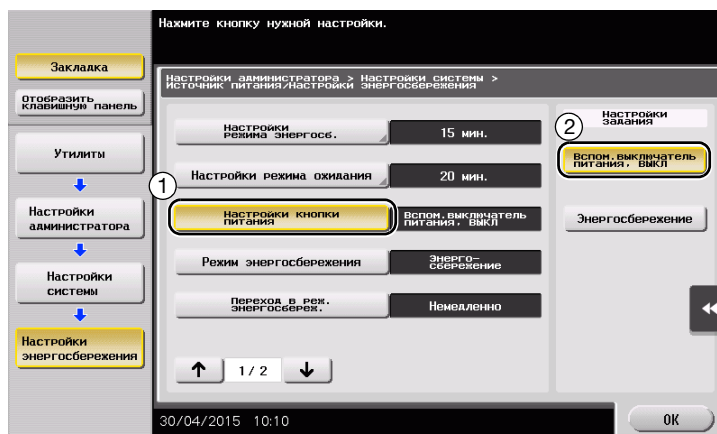 Нажмите кнопку нужной настройки.
Закладка
Отобразить
клавишную панель
Утилиты
Настройки
администратора
Настройки
системы
Настройки
энергосбережения
Настройки администратора > Настройки системы >
Источник питания/Настройки энергосбережения
Настройки
режима энергосб.
15 мин.
Настройки режима ожидания
20 мин.
1
Настройки кнопки
питания
Вспом.выключатель
питания, ВЫКЛ
Режим энергосбережения
Энерго-
сбережение
Переход в реж.
энергосбереж.
Немедленно
↑ 1/ 2 ↓
Настройки
задания
2
Вспом.выключатель
питания, ВЫКЛ
Энергосбережение
30/04/2015 10:10
OK